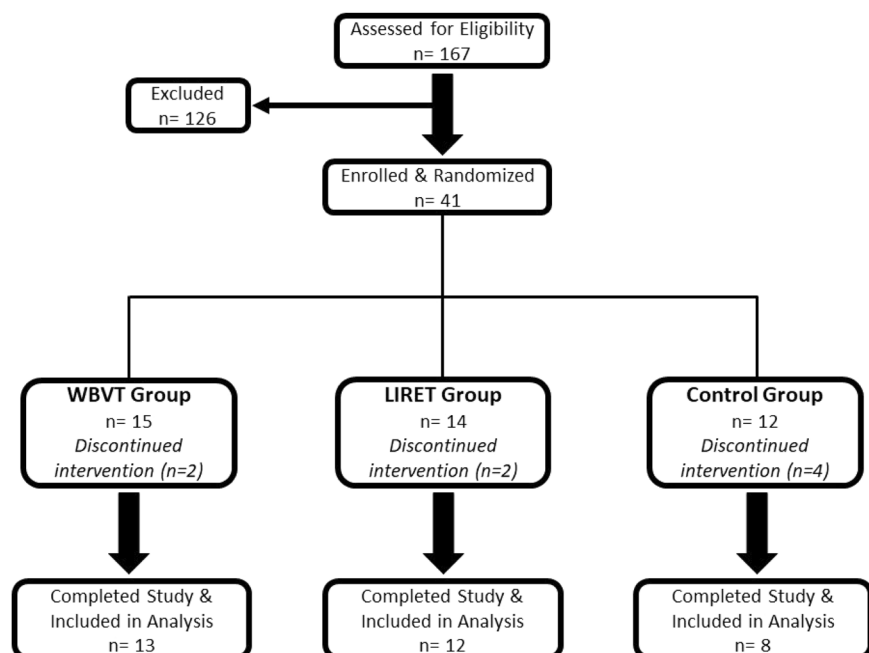 Assessed for Eligibility
n= 167
Excluded
n= 126
Enrolled & Randomized
n= 41
WBVT Group
n= 15
Discontinued
intervention (n=2)
LIRET Group
n= 14
Discontinued
intervention (n=2)
Control Group
n= 12
Discontinued
intervention (n=4)
Completed Study &
Included in Analysis
n= 13
Completed Study &
Included in Analysis
n= 12
Completed Study &
Included in Analysis
n= 8